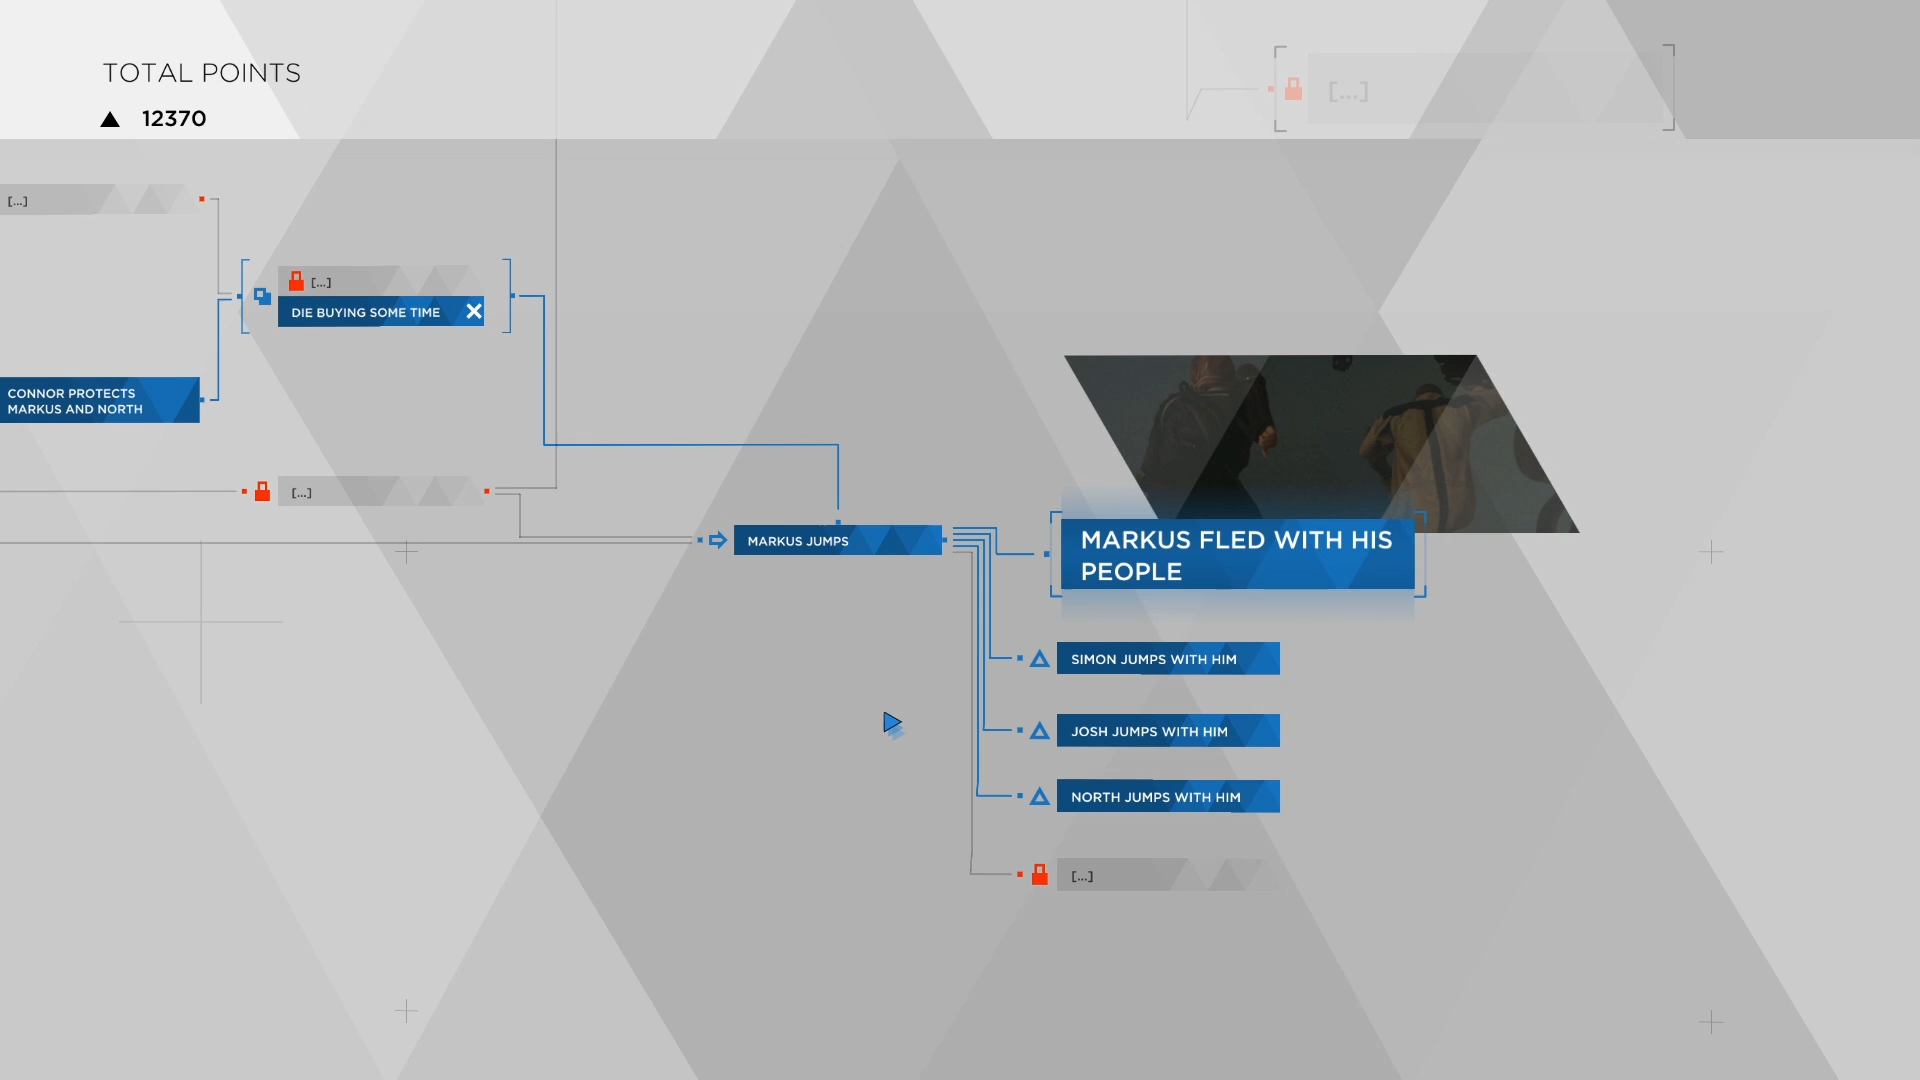 TOTAL POINTS
12370
[...]
[...]
[...]
DIE BUYING SOME TIME
CONNOR PROTECTS
MARKUS AND NORTH
[...]
MARKUS JUMPS
MARKUS FLED WITH HIS
PEOPLE
SIMON JUMPS WITH HIM
JOSH JUMPS WITH HIM
NORTH JUMPS WITH HIM
[...]